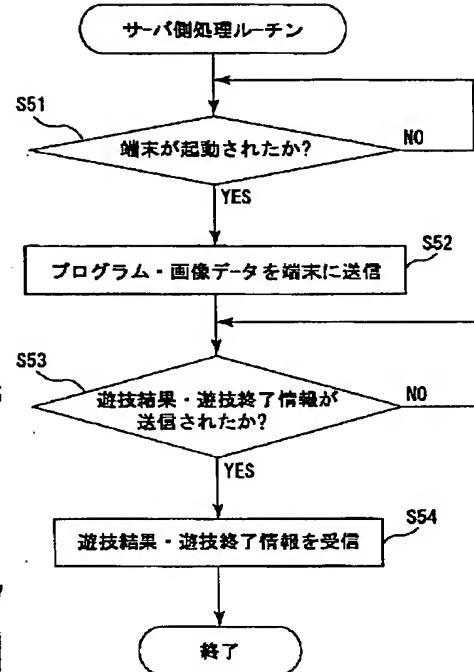 サーバ側処理ルーチン
S51
端末が起動されたか?
NO
YES
S52
プログラム・画像データを端末に送信
S53
遊技結果・遊技終了情報が
送信されたか?
NO
YES
S54
遊技結果・遊技終了情報を受信
終了